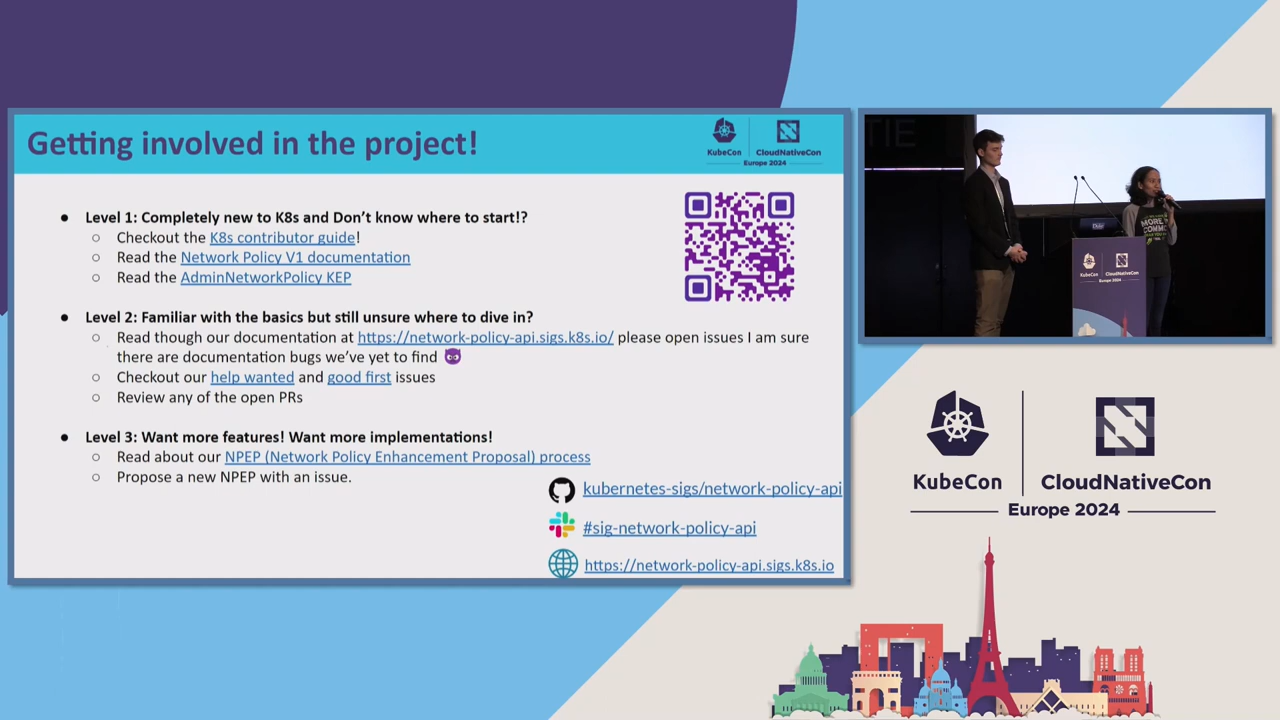 Getting involved in the project!
KubeCon
CloudNativeCon
Europe 2024
● Level 1: Completely new to K8s and Don't know where to start!?
○ Checkout the K8s contributor guide!
○ Read the Network Policy V1 documentation
○ Read the AdminNetworkPolicy KEP
● Level 2: Familiar with the basics but still unsure where to dive in?
○ Read though our documentation at https://network-policy-api.sigs.k8s.io/ please open issues I am sure
there are documentation bugs we've yet to find
○ Checkout our help wanted and good first issues
○ Review any of the open PRs
● Level 3: Want more features! Want more implementations!
○ Read about our NPEP (Network Policy Enhancement Proposal) process
○ Propose a new NPEP with an issue.
kubernetes-sigs/network-policy-api
#sig-network-policy-api
https://network-policy-api.sigs.k8s.io
TIE
MORE
KubeCon
CloudNativeCon
Europe 2024
KubeCon
CloudNativeCon
Europe 2024